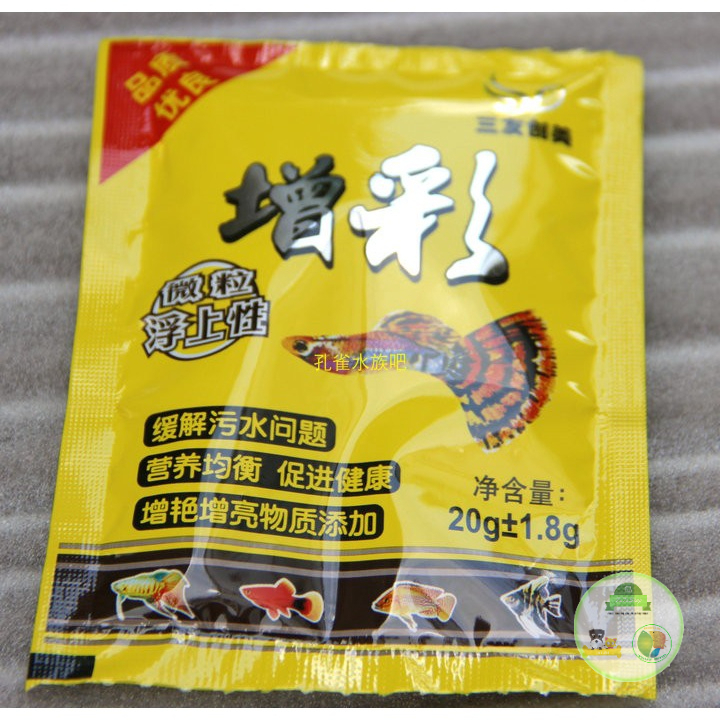 品质
优良
三友创美
增彩
微粒
浮上性
孔雀水族吧
缓解污水问题
营养均衡 促进健康
增艳增亮物质添加
净含量:
20g±1.8g